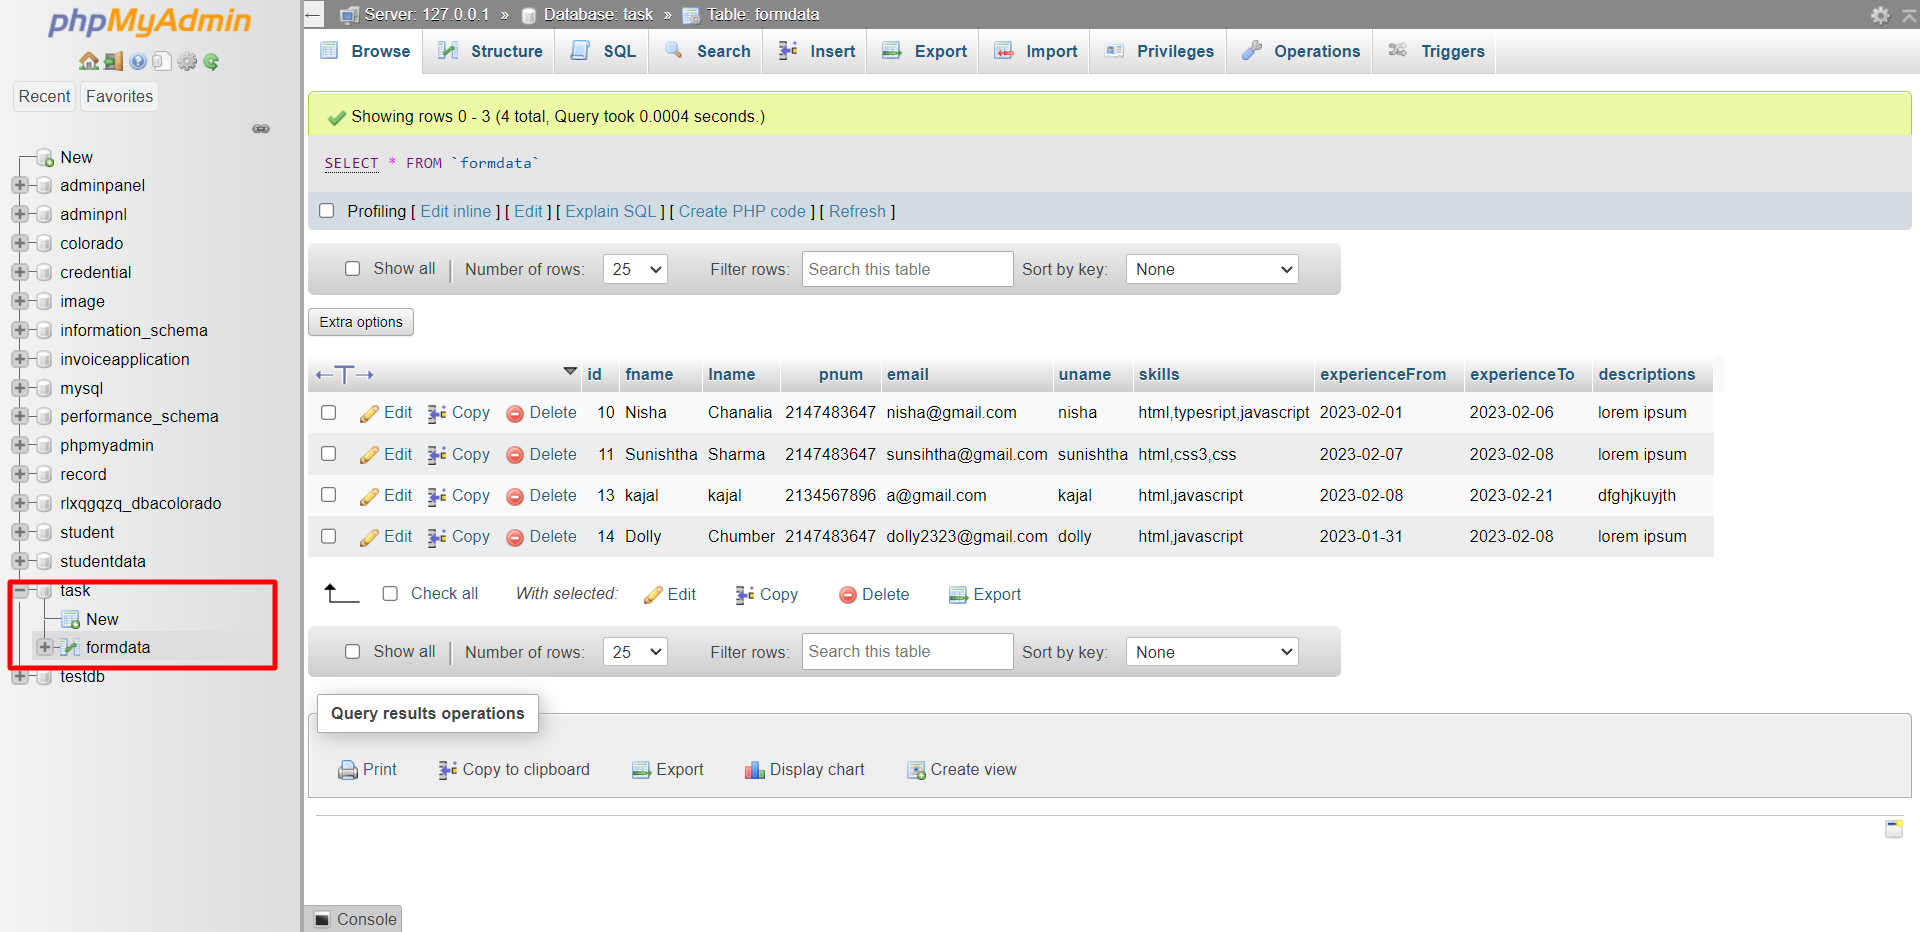 phpMyAdmin
Recent Favorites
New
adminpanel
adminpnl
colorado
credential
image
information_schema
invoiceapplication
mysql
performance_schema
phpmyadmin
record
rlxqgqzq_dbacolorado
student
studentdata
task
New
formdata
testdb
Server: 127.0.0.1 » Database: task » Table: formdata
Browse Structure SQL Search Insert Export Import Privileges Operations Triggers
Showing rows 0 - 3 (4 total, Query took 0.0004 seconds.)
SELECT * FROM `formdata`
Profiling [ Edit inline ] [ Edit ] [ Explain SQL ] [ Create PHP code ] [ Refresh ]
Show all Number of rows: 25 Filter rows: Search this table Sort by key: None
Extra options
id fname lname pnum email uname skills experienceFrom experienceTo descriptions
Edit Copy Delete 10 Nisha Chanalia 2147483647 nisha@gmail.com nisha html,typesript,javascript 2023-02-01 2023-02-06 lorem ipsum
Edit Copy Delete 11 Sunishtha Sharma 2147483647 sunsihtha@gmail.com sunishtha html,css3,css 2023-02-07 2023-02-08 lorem ipsum
Edit Copy Delete 13 kajal kajal 2134567896 a@gmail.com kajal html,javascript 2023-02-08 2023-02-21 dfghjkuyjth
Edit Copy Delete 14 Dolly Chumber 2147483647 dolly2323@gmail.com dolly html,javascript 2023-01-31 2023-02-08 lorem ipsum
Check all With selected: Edit Copy Delete Export
Show all Number of rows: 25 Filter rows: Search this table Sort by key: None
Query results operations
Print Copy to clipboard Export Display chart Create view
Console